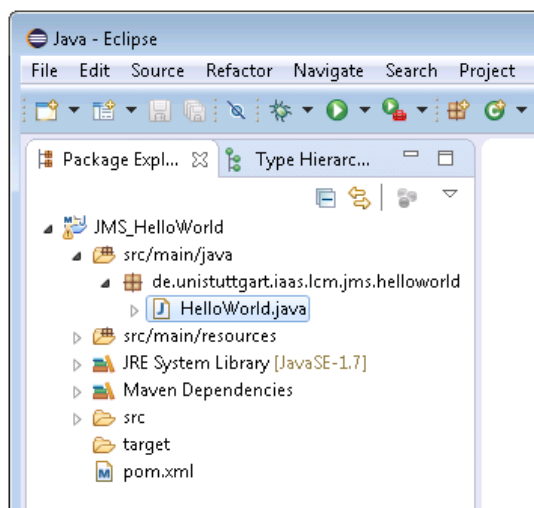 Java - Eclipse
File Edit Source Refactor Navigate Search Project
Package Expl... Type Hierarc...
JMS_HelloWorld
src/main/java
de.unistuttgart.iaas.lcm.jms.helloworld
HelloWorld.java
src/main/resources
JRE System Library [JavaSE-1.7]
Maven Dependencies
src
target
pom.xml